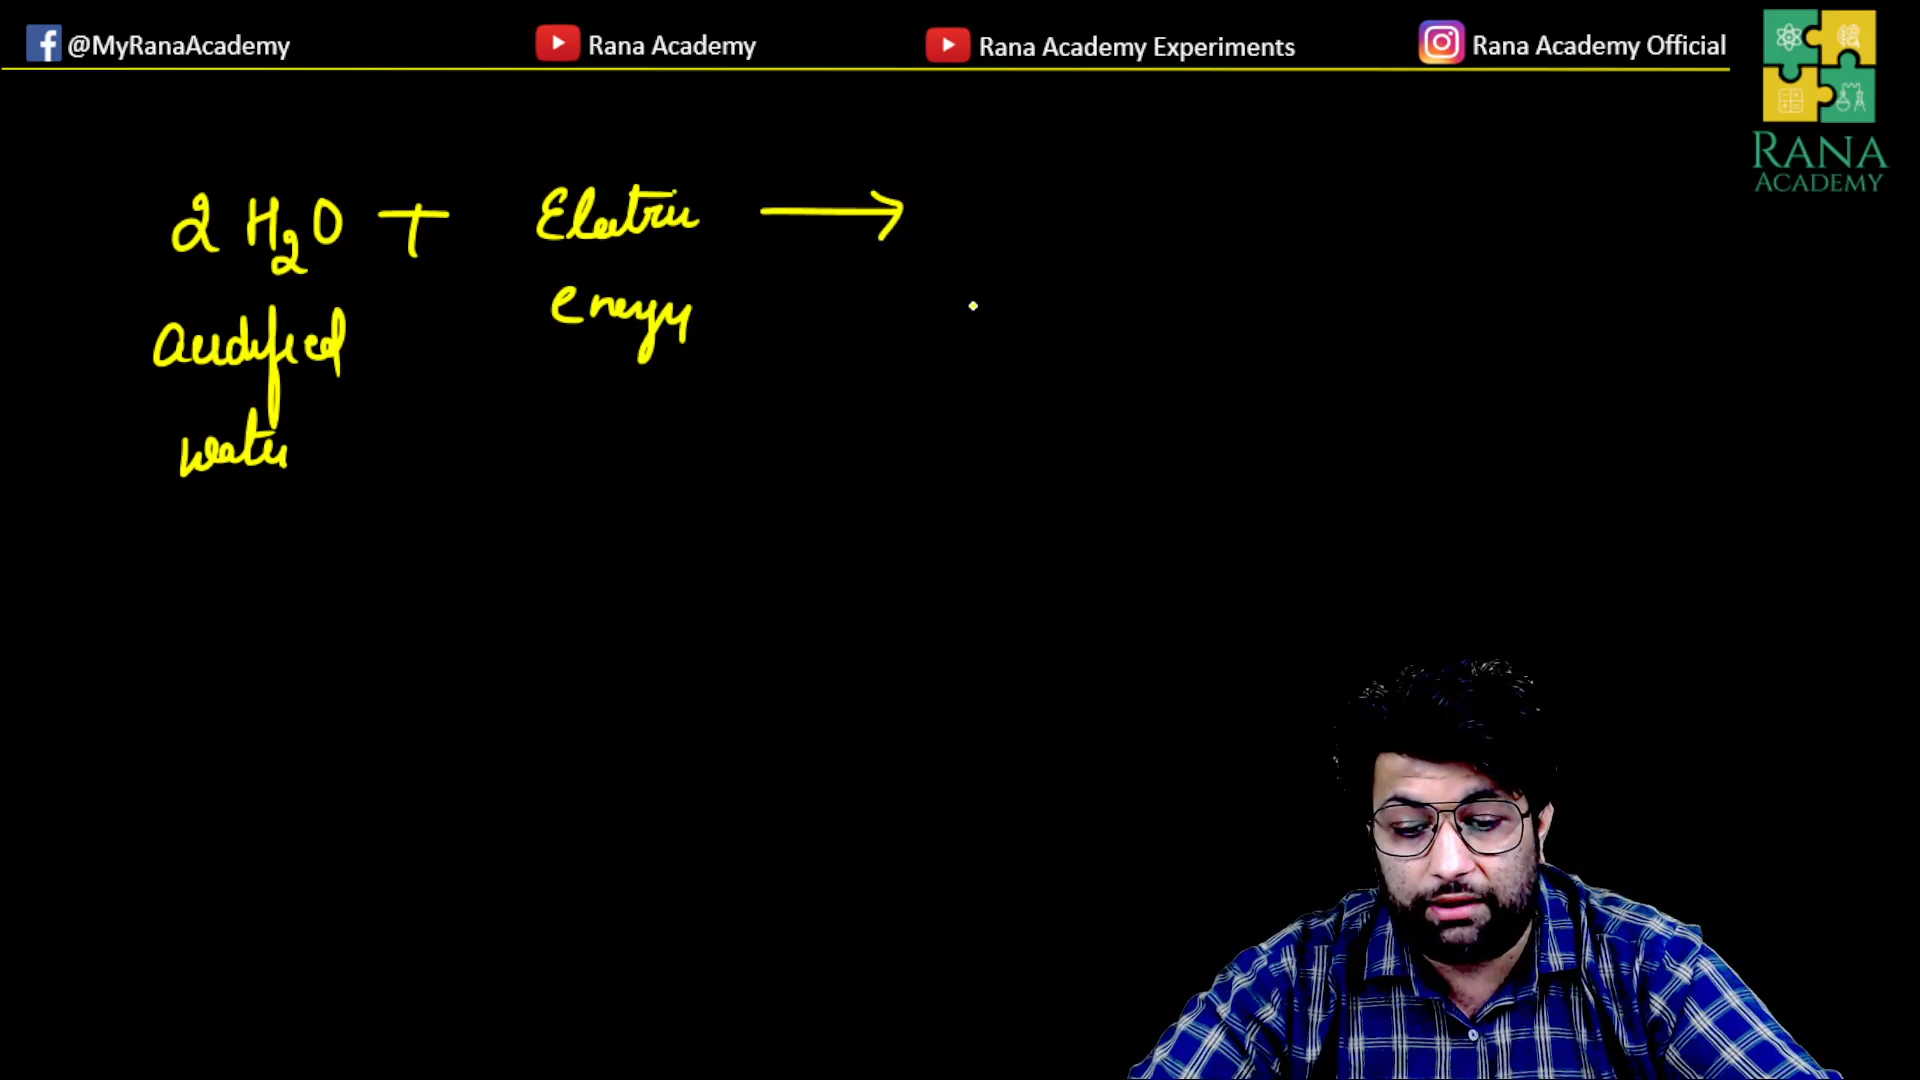 @MyRanaAcademy
Rana Academy
Rana Academy Experiments
Rana Academy Official
RANA
ACADEMY
2 H₂O + Electric →
energy
acidified
water